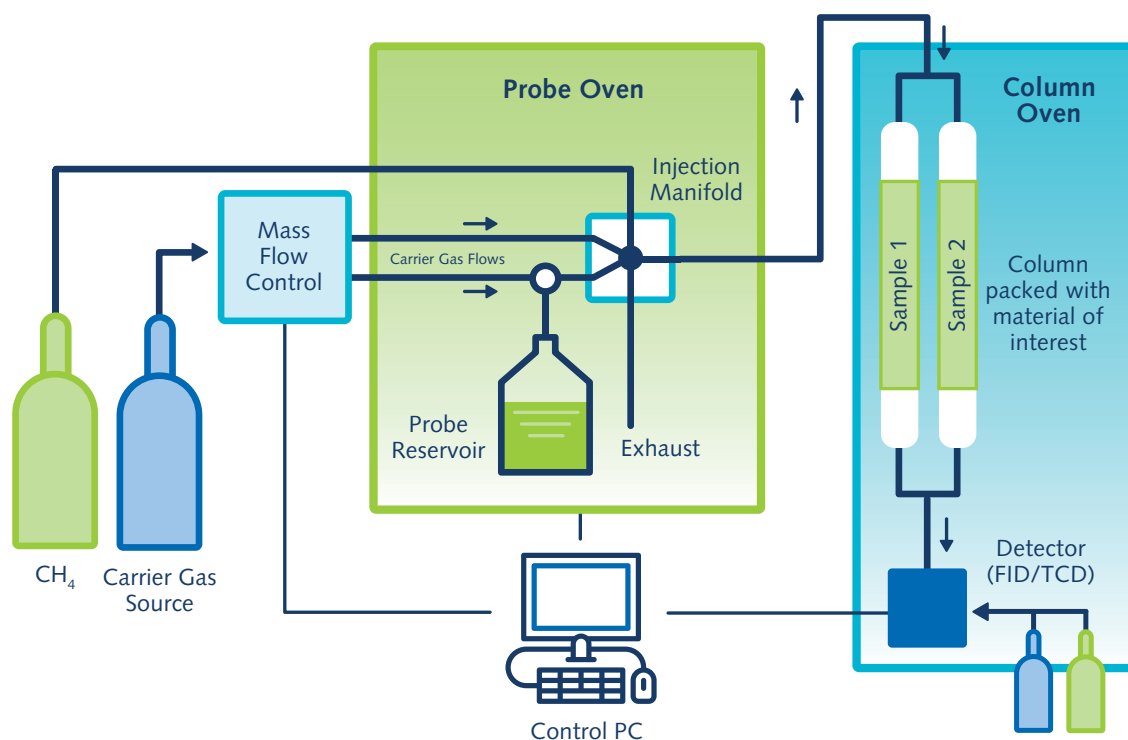 Probe Oven
Column
Oven
Injection
Manifold
Mass
Flow
Control
Carrier Gas Flows
Sample 1
Sample 2
Column
packed with
material of
interest
Probe
Reservoir
Exhaust
Detector
(FID/TCD)
CH₄
Carrier Gas
Source
Control PC